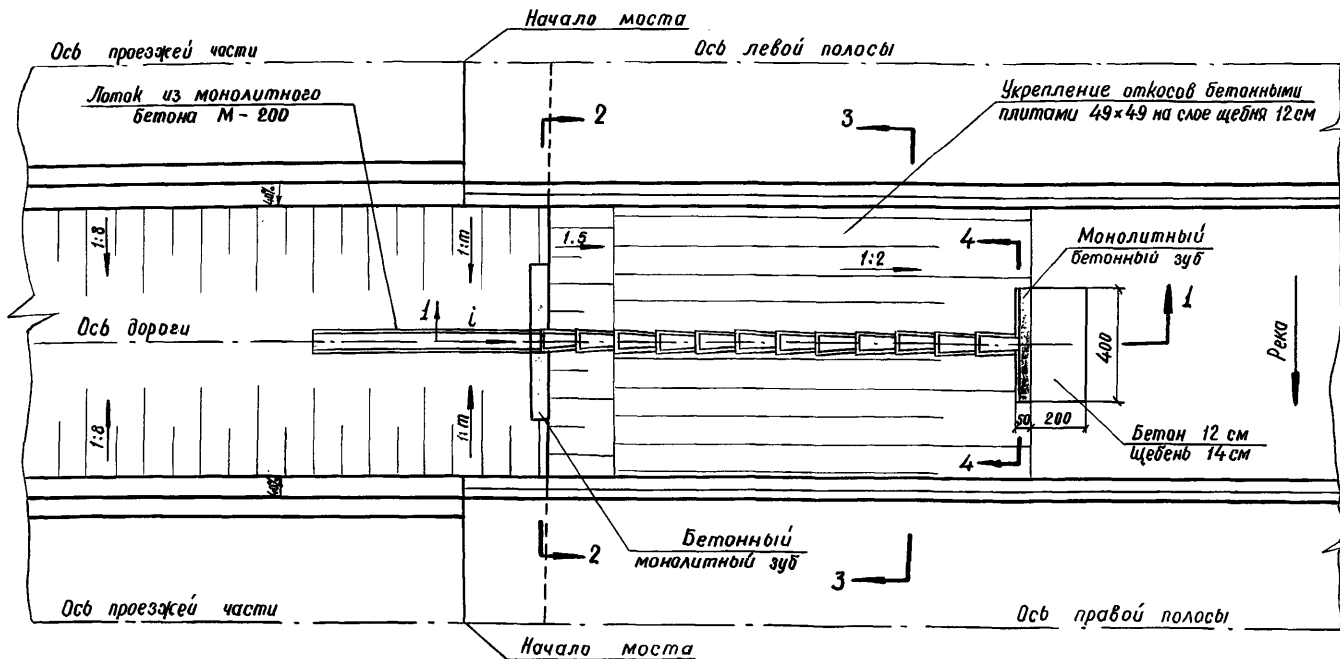 Начало моста
Ось проезжей части
Ось левой полосы
Лоток из монолитного
бетона М-200
2
3
Укрепление откосов бетонными
плитами 49×49 на слое щебня 12см
40%
1:8
1:m
1.5
1:2
4
Монолитный
бетонный зуб
1
1
i
Ось дороги
400
Река
1:8
1:m
50
200
Бетон 12 см
Щебень 14 см
4
40%
2
Бетонный
монолитный зуб
3
Ось проезжей части
Ось правой полосы
Начало моста